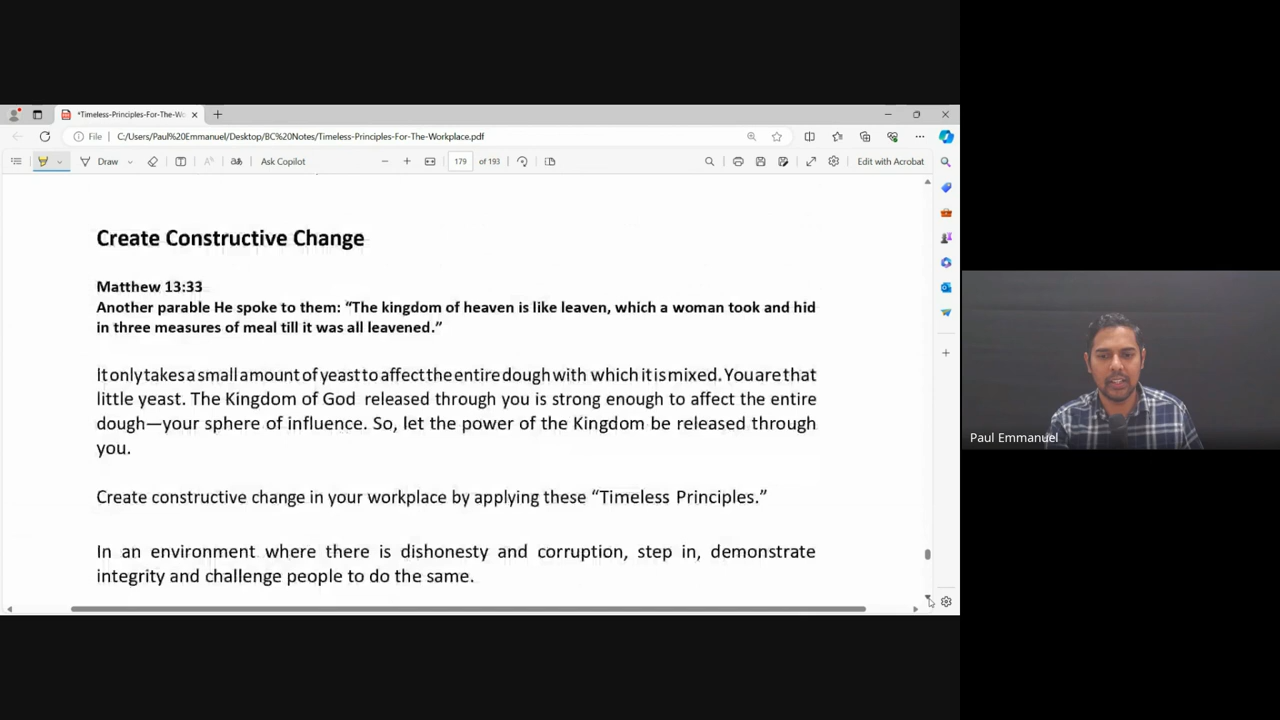 *Timeless-Principles-For-The-Wo
File
C:/Users/Paul%20Emmanuel/Desktop/BC%20Notes/Timeless-Principles-For-The-Workplace.pdf
Draw
Ask Copilot
179 of 193
Edit with Acrobat
Create Constructive Change
Matthew 13:33
Another parable He spoke to them: “The kingdom of heaven is like leaven, which a woman took and hid
in three measures of meal till it was all leavened.”
It only takes a small amount of yeast to affect the entire dough with which it is mixed. You are that
little yeast. The Kingdom of God released through you is strong enough to affect the entire
dough—your sphere of influence. So, let the power of the Kingdom be released through
you.
Create constructive change in your workplace by applying these “Timeless Principles.”
In an environment where there is dishonesty and corruption, step in, demonstrate
integrity and challenge people to do the same.
Paul Emmanuel